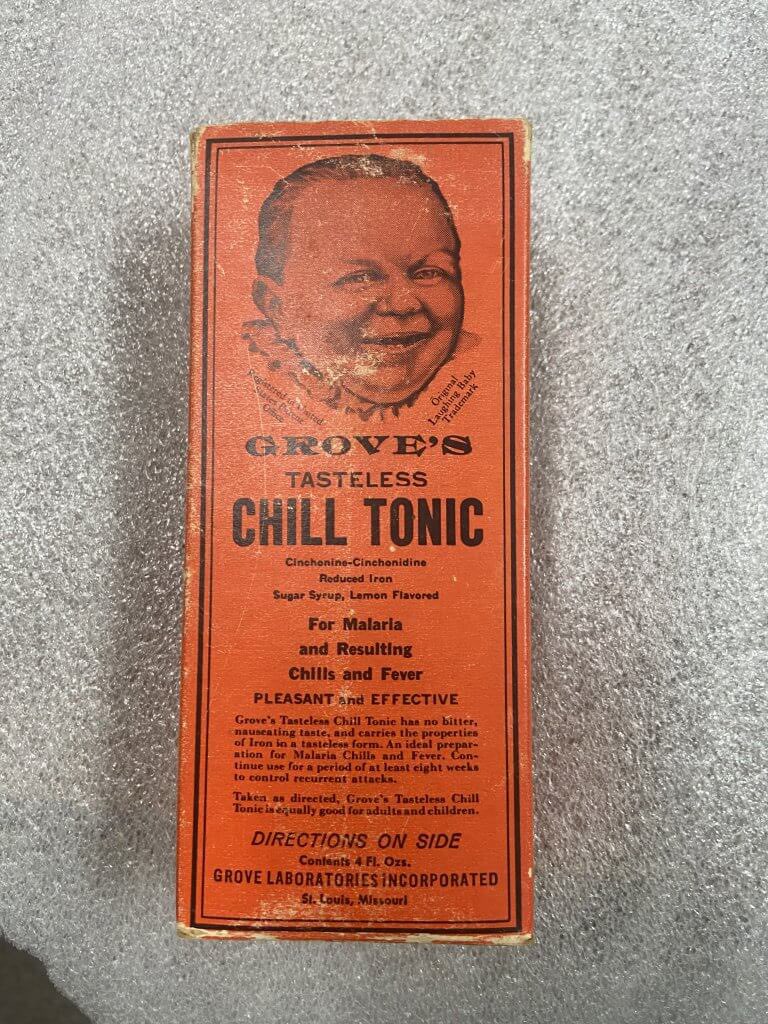 Registered in United
States Patent
Office
Original
Laughing Baby
Trademark
GROVE'S
TASTELESS
CHILL TONIC
Cinchonine-Cinchonidine
Reduced Iron
Sugar Syrup, Lemon Flavored
For Malaria
and Resulting
Chills and Fever
PLEASANT and EFFECTIVE
Grove's Tasteless Chill Tonic has no bitter,
nauseating taste, and carries the properties
of Iron in a tasteless form. An ideal prepar-
ation for Malaria Chills and Fever. Con-
tinue use for a period of at least eight weeks
to control recurrent attacks.
Taken as directed, Grove's Tasteless Chill
Tonic is equally good for adults and children.
DIRECTIONS ON SIDE
Contents 4 Fl. Ozs.
GROVE LABORATORIES INCORPORATED
St. Louis, Missouri